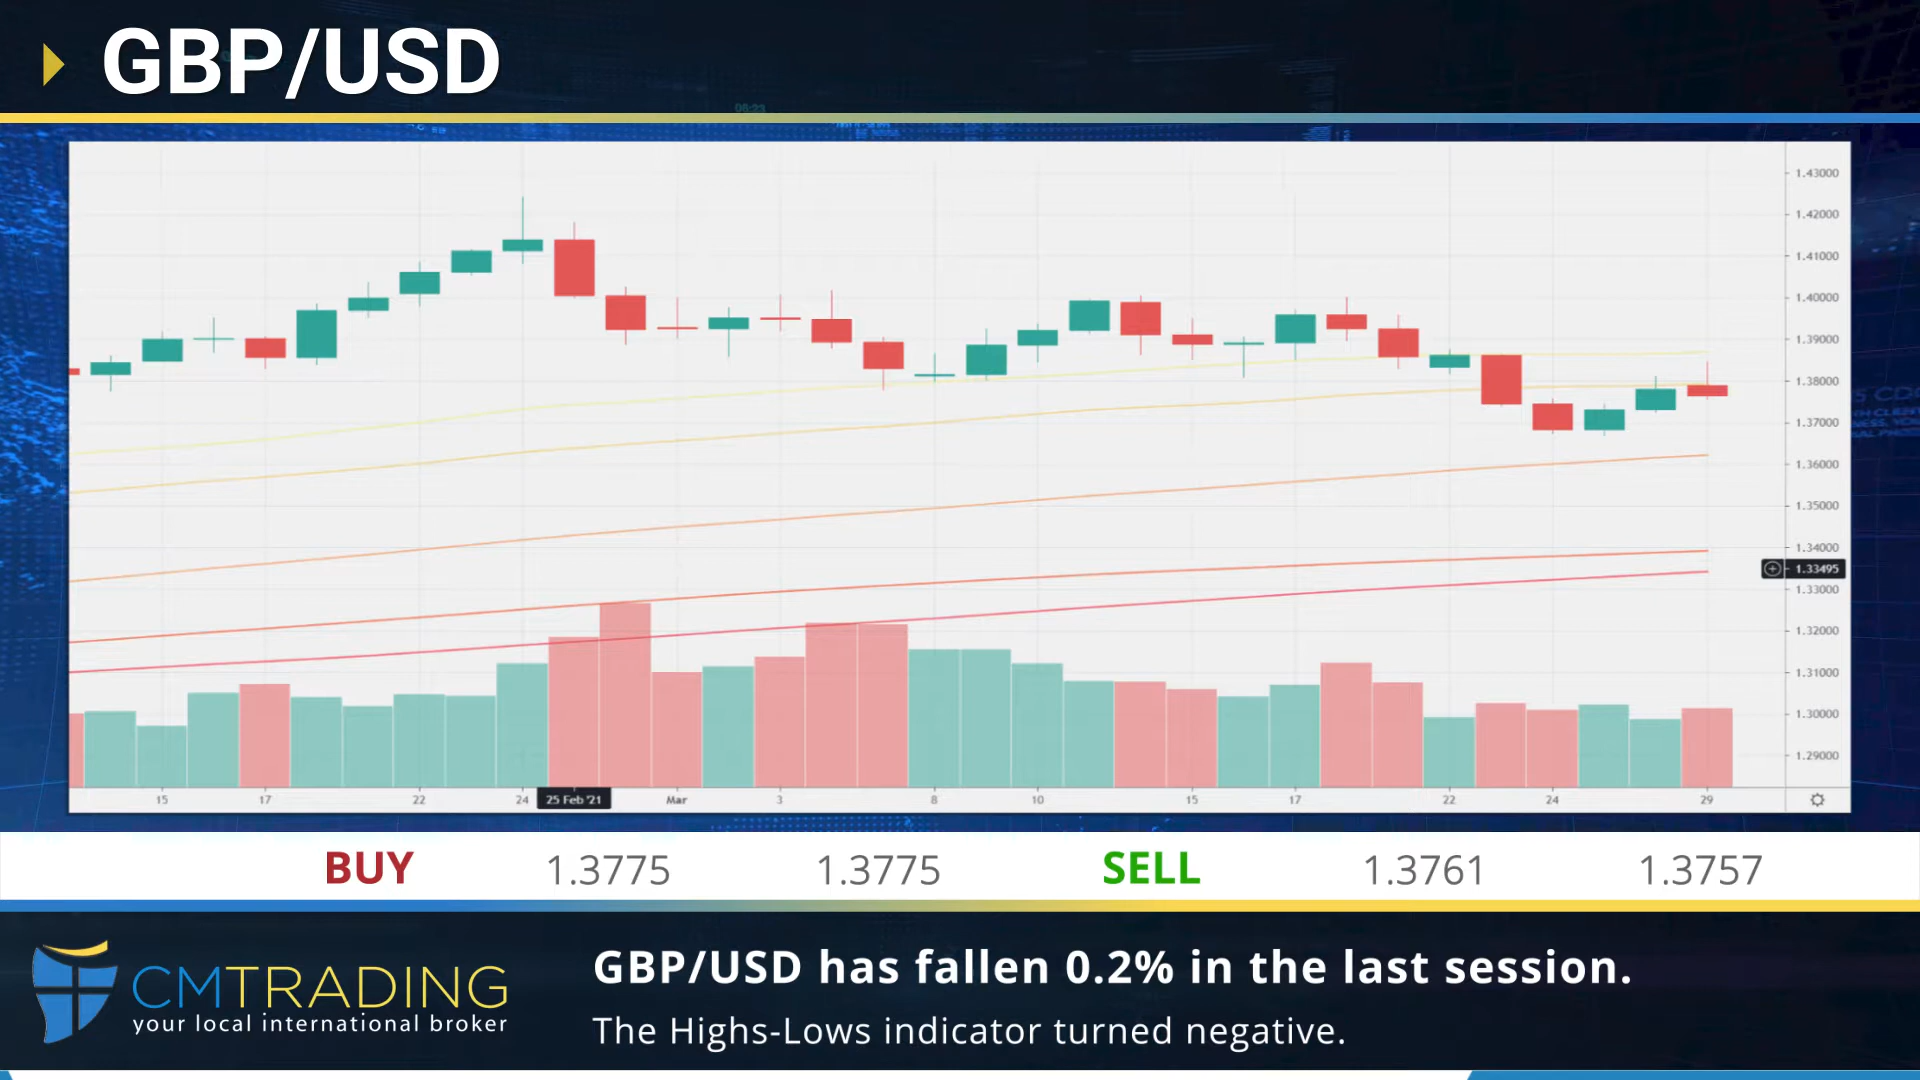 GBP/USD
08:23
1.43000
1.42000
1.41000
1.40000
1.39000
1.38000
1.37000
1.36000
1.35000
1.34000
1.33495
1.33000
1.32000
1.31000
1.30000
1.29000
15 17 22 24 25 Feb '21 Mar 3 8 10 15 17 22 24 29
BUY 1.3775 1.3775 SELL 1.3761 1.3757
CMTRADING
your local international broker
GBP/USD has fallen 0.2% in the last session.
The Highs-Lows indicator turned negative.